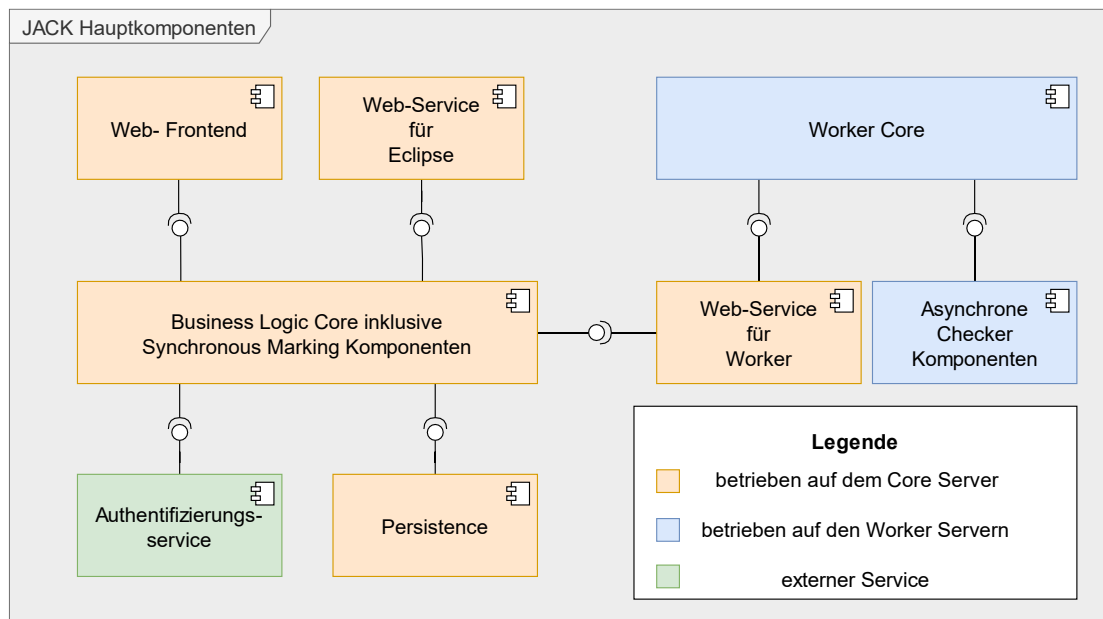 JACK Hauptkomponenten
Web- Frontend
Web-Service
für
Eclipse
Worker Core
Business Logic Core inklusive
Synchronous Marking Komponenten
Web-Service
für
Worker
Asynchrone
Checker
Komponenten
Authentifizierungs-
service
Persistence
Legende
betrieben auf dem Core Server
betrieben auf den Worker Servern
externer Service